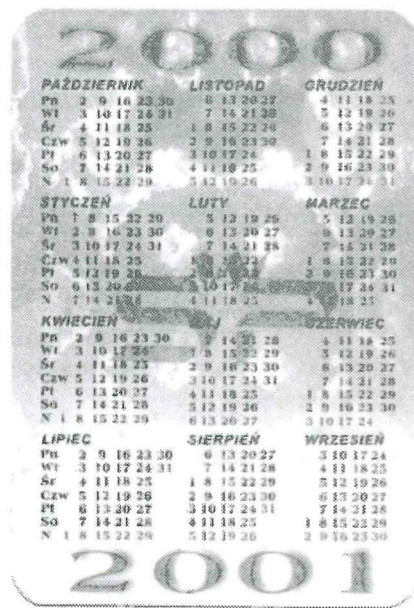 2000
PAŹDZIERNIK LISTOPAD GRUDZIEŃ
Pn 2 9 16 23 30 6 13 20 27 4 11 18 25
Wt 3 10 17 24 31 7 14 21 28 5 12 19 26
Śr 4 11 18 25 1 8 15 22 29 6 13 20 27
Czw 5 12 19 26 2 9 16 23 30 7 14 21 28
Pt 6 13 20 27 3 10 17 24 1 8 15 22 29
So 7 14 21 28 4 11 18 25 2 9 16 23 30
N 1 8 15 22 29 5 12 19 26 3 10 17 24 31
STYCZEŃ LUTY MARZEC
Pn 1 8 15 22 29 5 12 19 26 5 12 19 26
Wt 2 9 16 23 30 6 13 20 27 13 20 27
Śr 3 10 17 24 31 7 14 21 28 7 14 21 28
Czw 4 11 18 25 1 8 15 22 29
Pt 5 12 19 26 2 9 16 23 30
So 6 13 20 10 17 17 24 31
N 7 14 21 4 11 18 25 18 25
KWIECIEŃ MAJ CZERWIEC
Pn 2 9 16 23 30 7 14 21 28 4 11 18 25
Wt 3 10 17 24 1 8 15 22 29 5 12 19 26
Śr 4 11 18 25 2 9 16 23 30 6 13 20 27
Czw 5 12 19 26 3 10 17 24 31 7 14 21 28
Pt 6 13 20 27 4 11 18 25 1 8 15 22 29
So 7 14 21 28 5 12 19 26 2 9 16 23 30
N 1 8 15 22 29 6 13 20 27 3 10 17 24
LIPIEC SIERPIEŃ WRZESIEŃ
Pn 2 9 16 23 30 6 13 20 27 3 10 17 24
Wt 3 10 17 24 31 7 14 21 28 4 11 18 25
Śr 4 11 18 25 1 8 15 22 29 5 12 19 26
Czw 5 12 19 26 2 9 16 23 30 6 13 20 27
Pt 6 13 20 27 3 10 17 24 31 7 14 21 28
So 7 14 21 28 4 11 18 25 1 8 15 22 29
N 1 8 15 22 29 5 12 19 26 2 9 16 23 30
2001